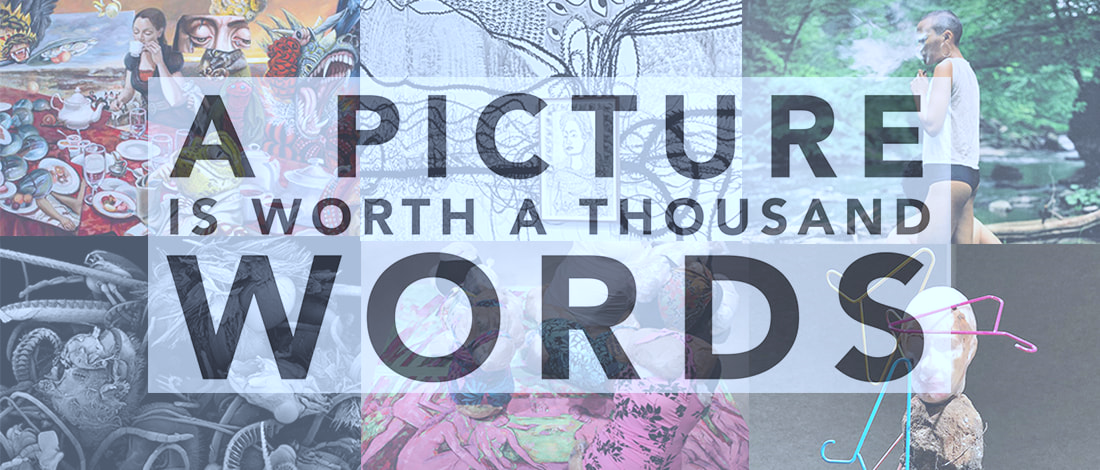 A PICTURE
IS WORTH A THOUSAND
WORDS